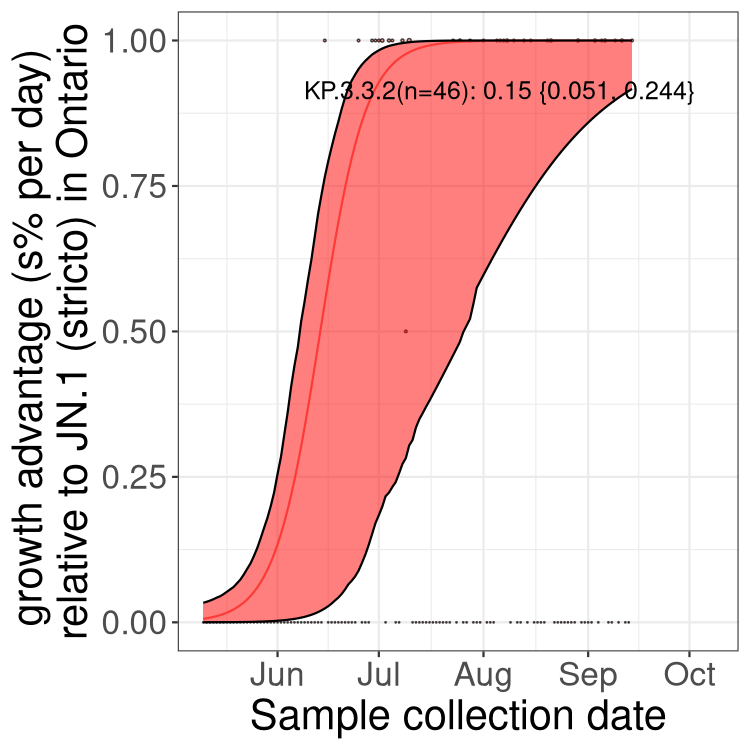 growth advantage (s% per day)
relative to JN.1 (stricto) in Ontario
1.00
0.75
0.50
0.25
0.00
KP.3.3.2(n=46): 0.15 {0.051, 0.244}
Jun Jul Aug Sep Oct
Sample collection date